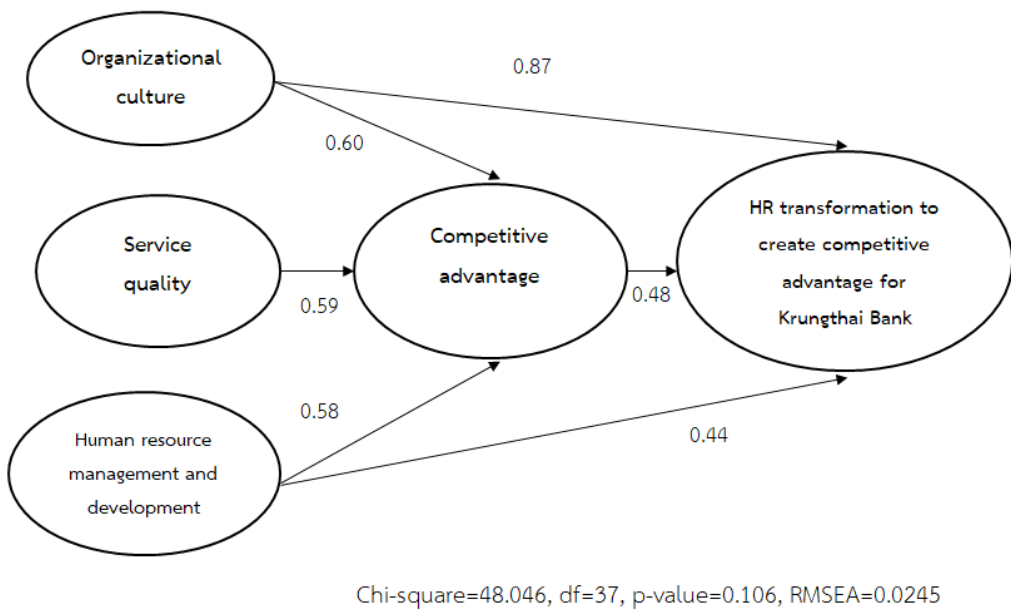 Organizational
culture
0.87
0.60
Service
quality
0.59
Competitive
advantage
0.48
HR transformation to
create competitive
advantage for
Krungthai Bank
Human resource
management and
development
0.58
0.44
Chi-square=48.046, df=37, p-value=0.106, RMSEA=0.0245